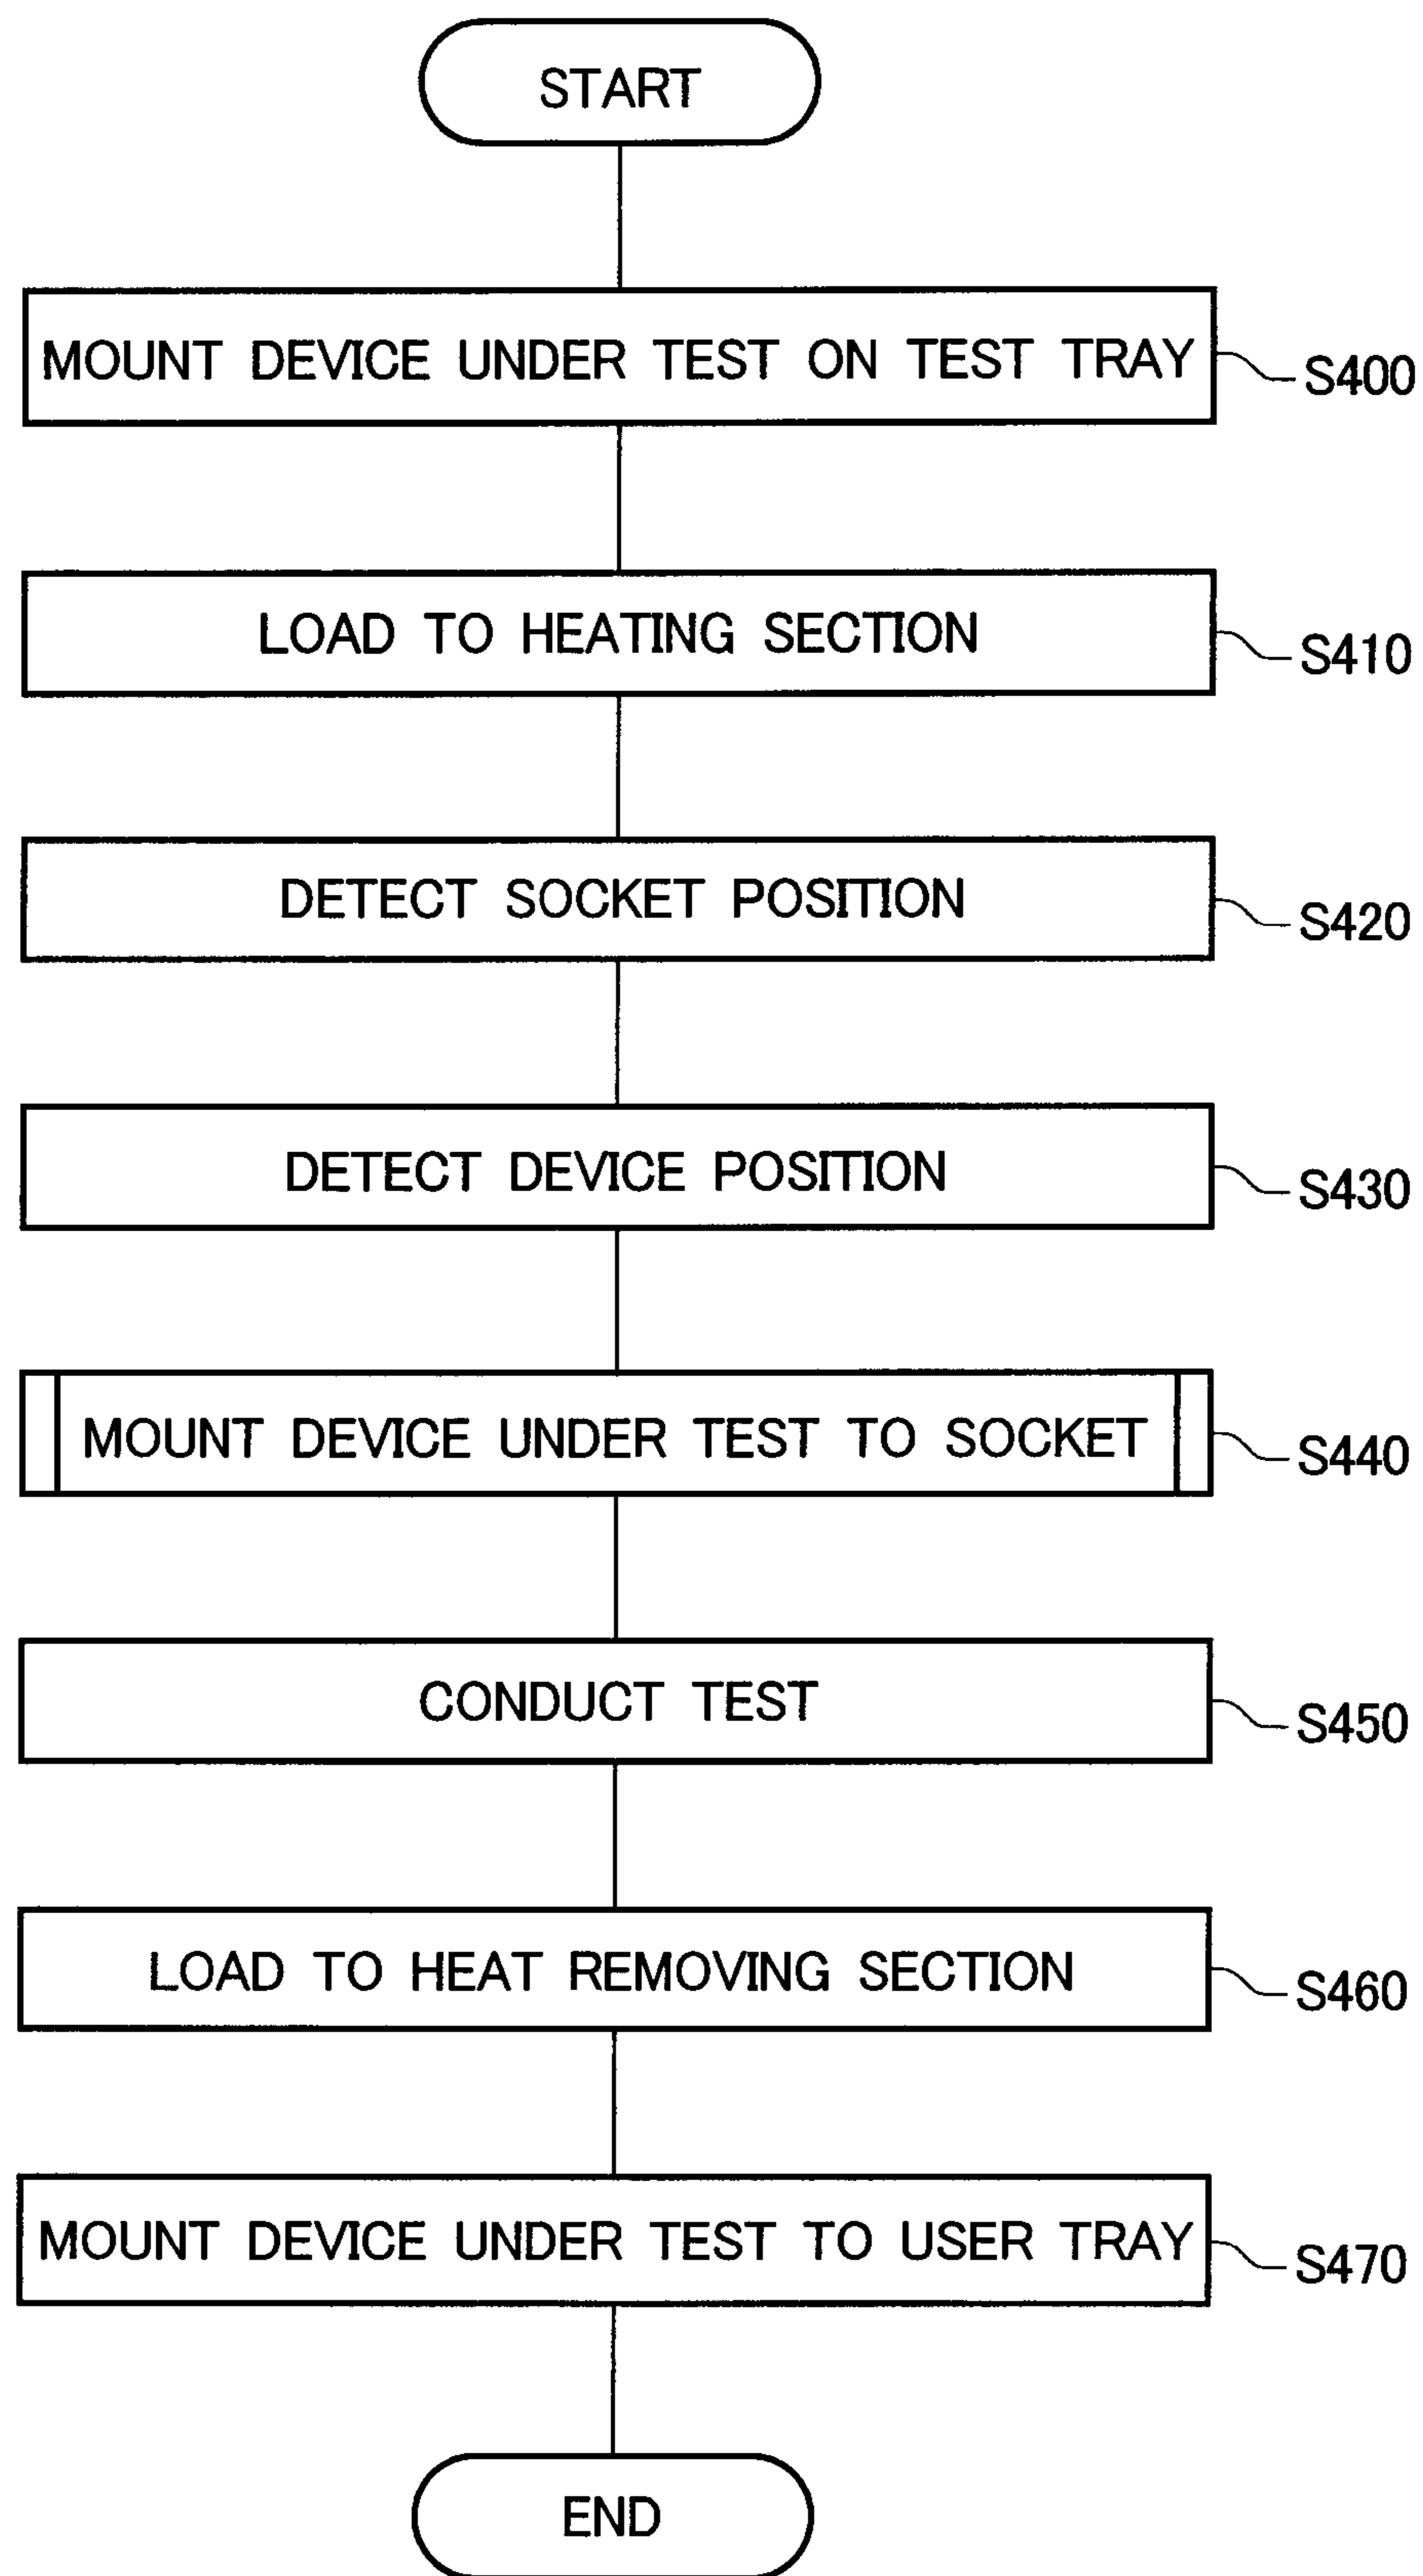 START
MOUNT DEVICE UNDER TEST ON TEST TRAY
S400
LOAD TO HEATING SECTION
S410
DETECT SOCKET POSITION
S420
DETECT DEVICE POSITION
S430
MOUNT DEVICE UNDER TEST TO SOCKET
S440
CONDUCT TEST
S450
LOAD TO HEAT REMOVING SECTION
S460
MOUNT DEVICE UNDER TEST TO USER TRAY
S470
END